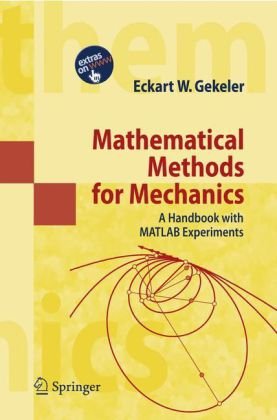 them
extras
on www
Eckart W. Gekeler
Mathematical
Methods for Mechanics
A Handbook with
MATLAB Experiments
nics
Springer